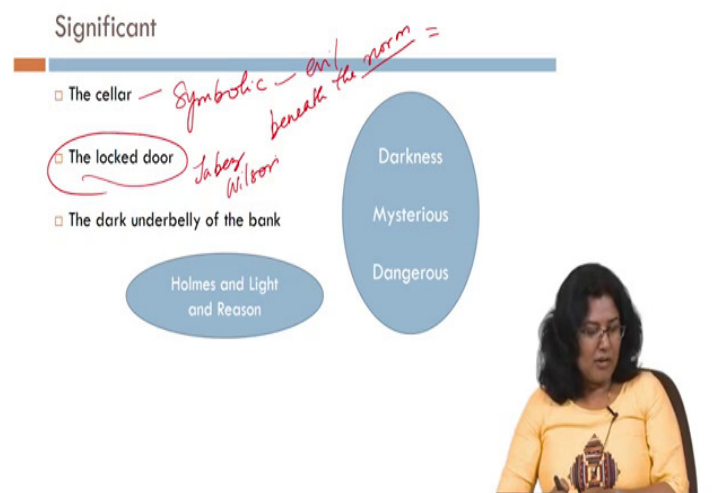 Significant
The cellar — Symbolic – evil
beneath the norm =
The locked door
Jabez
Wilson
The dark underbelly of the bank
Darkness
Mysterious
Dangerous
Holmes and Light
and Reason